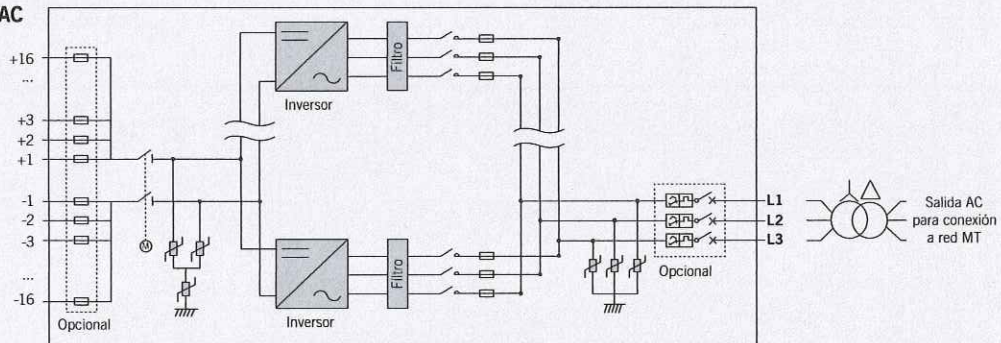 AC
+16
...
+3
+2
+1
-1
-2
-3
...
-16
Opcional
M
Inversor
Filtro
Inversor
Filtro
Opcional
L1
L2
L3
Salida AC
para conexión
a red MT